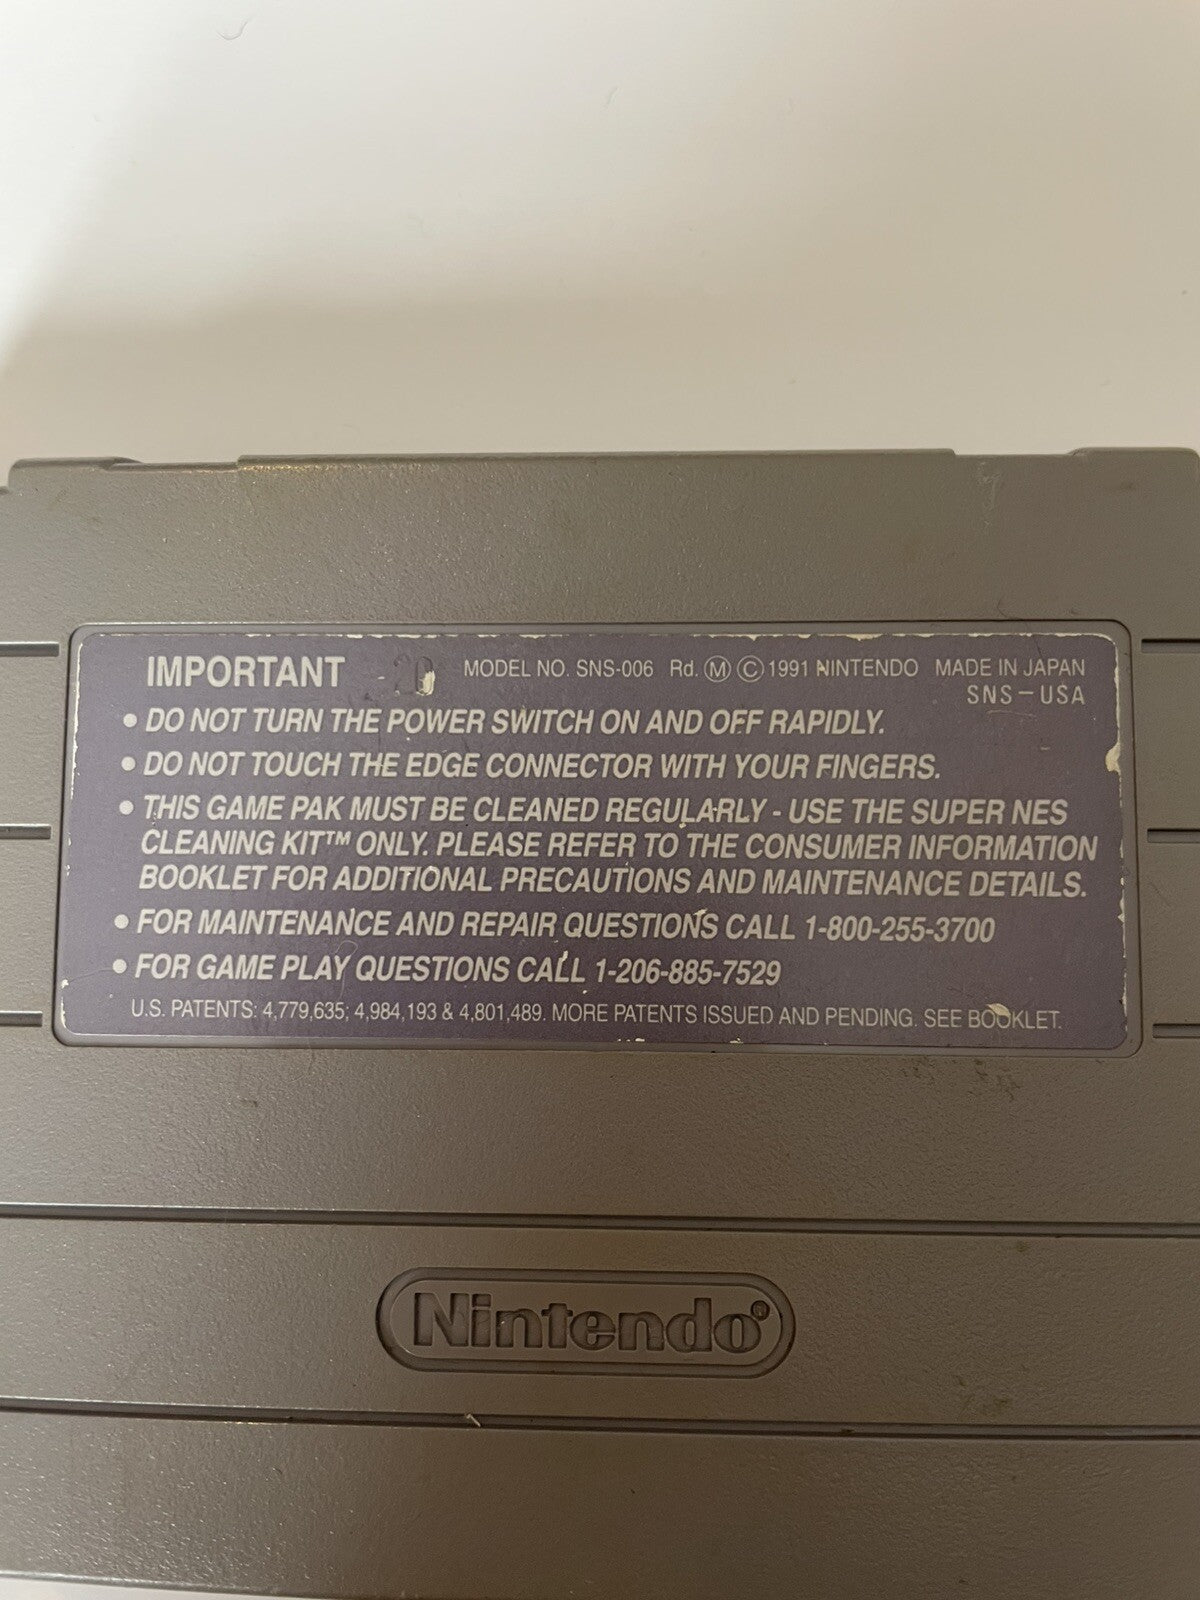 IMPORTANT 20 MODEL NO. SNS-006 Rd. Ⓜ © 1991 NINTENDO MADE IN JAPAN
SNS-USA
• DO NOT TURN THE POWER SWITCH ON AND OFF RAPIDLY.
• DO NOT TOUCH THE EDGE CONNECTOR WITH YOUR FINGERS.
• THIS GAME PAK MUST BE CLEANED REGULARLY - USE THE SUPER NES
CLEANING KIT™ ONLY. PLEASE REFER TO THE CONSUMER INFORMATION
BOOKLET FOR ADDITIONAL PRECAUTIONS AND MAINTENANCE DETAILS.
• FOR MAINTENANCE AND REPAIR QUESTIONS CALL 1-800-255-3700
• FOR GAME PLAY QUESTIONS CALL 1-206-885-7529
U.S. PATENTS: 4,779,635; 4,984,193 & 4,801,489. MORE PATENTS ISSUED AND PENDING. SEE BOOKLET.
Nintendo®